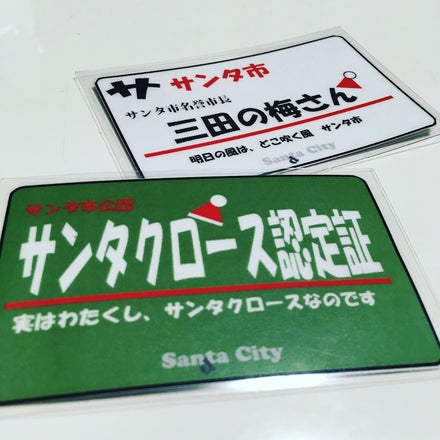 サ サンタ市
サンタ市名誉市長
三田の梅さん
明日の風は、どこ吹く風 サンタ市
Santa City
サンタ市公認
サンタクロース認定証
実はわたくし、サンタクロースなのです
Santa City